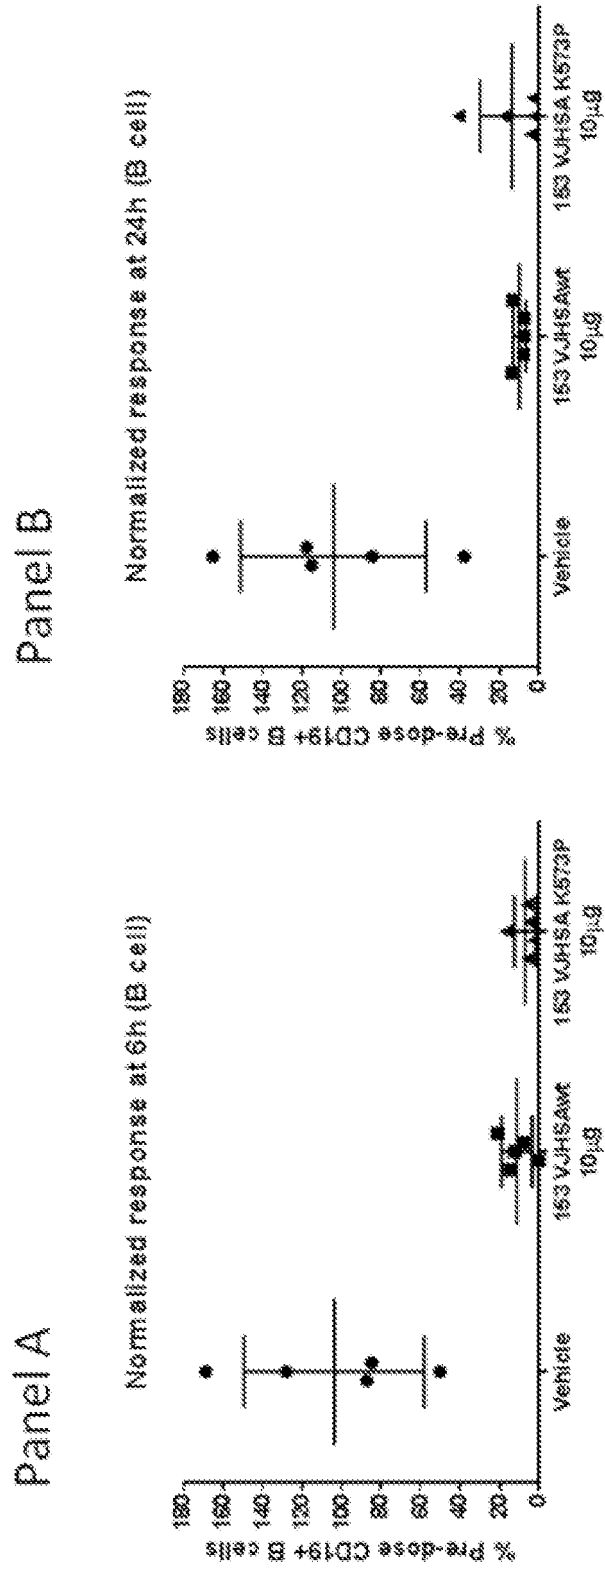 Panel A
Normalized response at 6h (B cell)
% Pre-dose CD19+ B cells
180
160
140
120
100
80
60
40
20
0
Vehicle
153 VJHSAwt
10µg
153 VJHSA K573P
10µg
Panel B
Normalized response at 24h (B cell)
% Pre-dose CD19+ B cells
180
160
140
120
100
80
60
40
20
0
Vehicle
153 VJHSAwt
10µg
153 VJHSA K573P
10µg